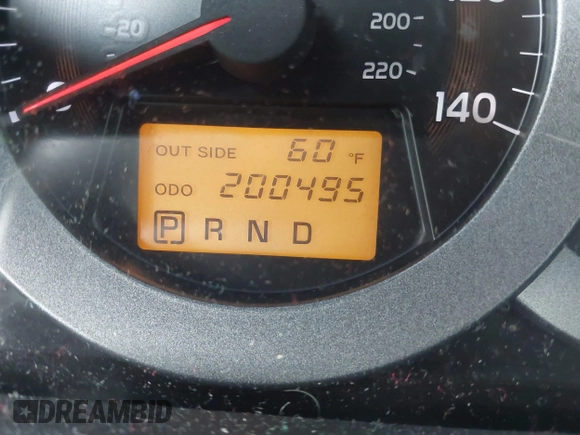 20
200
220
140
OUT SIDE 60 °F
ODO 200495
P R N D
DREAMBID